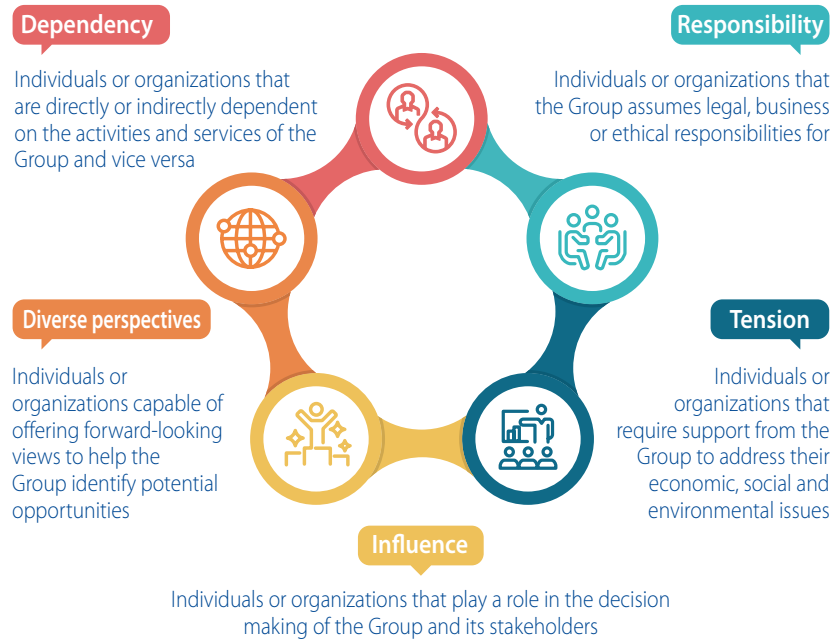 Dependency
Individuals or organizations that
are directly or indirectly dependent
on the activities and services of the
Group and vice versa
Responsibility
Individuals or organizations that
the Group assumes legal, business
or ethical responsibilities for
Diverse perspectives
Individuals or
organizations capable of
offering forward-looking
views to help the
Group identify potential
opportunities
Tension
Individuals or
organizations that
require support from the
Group to address their
economic, social and
environmental issues
Influence
Individuals or organizations that play a role in the decision
making of the Group and its stakeholders